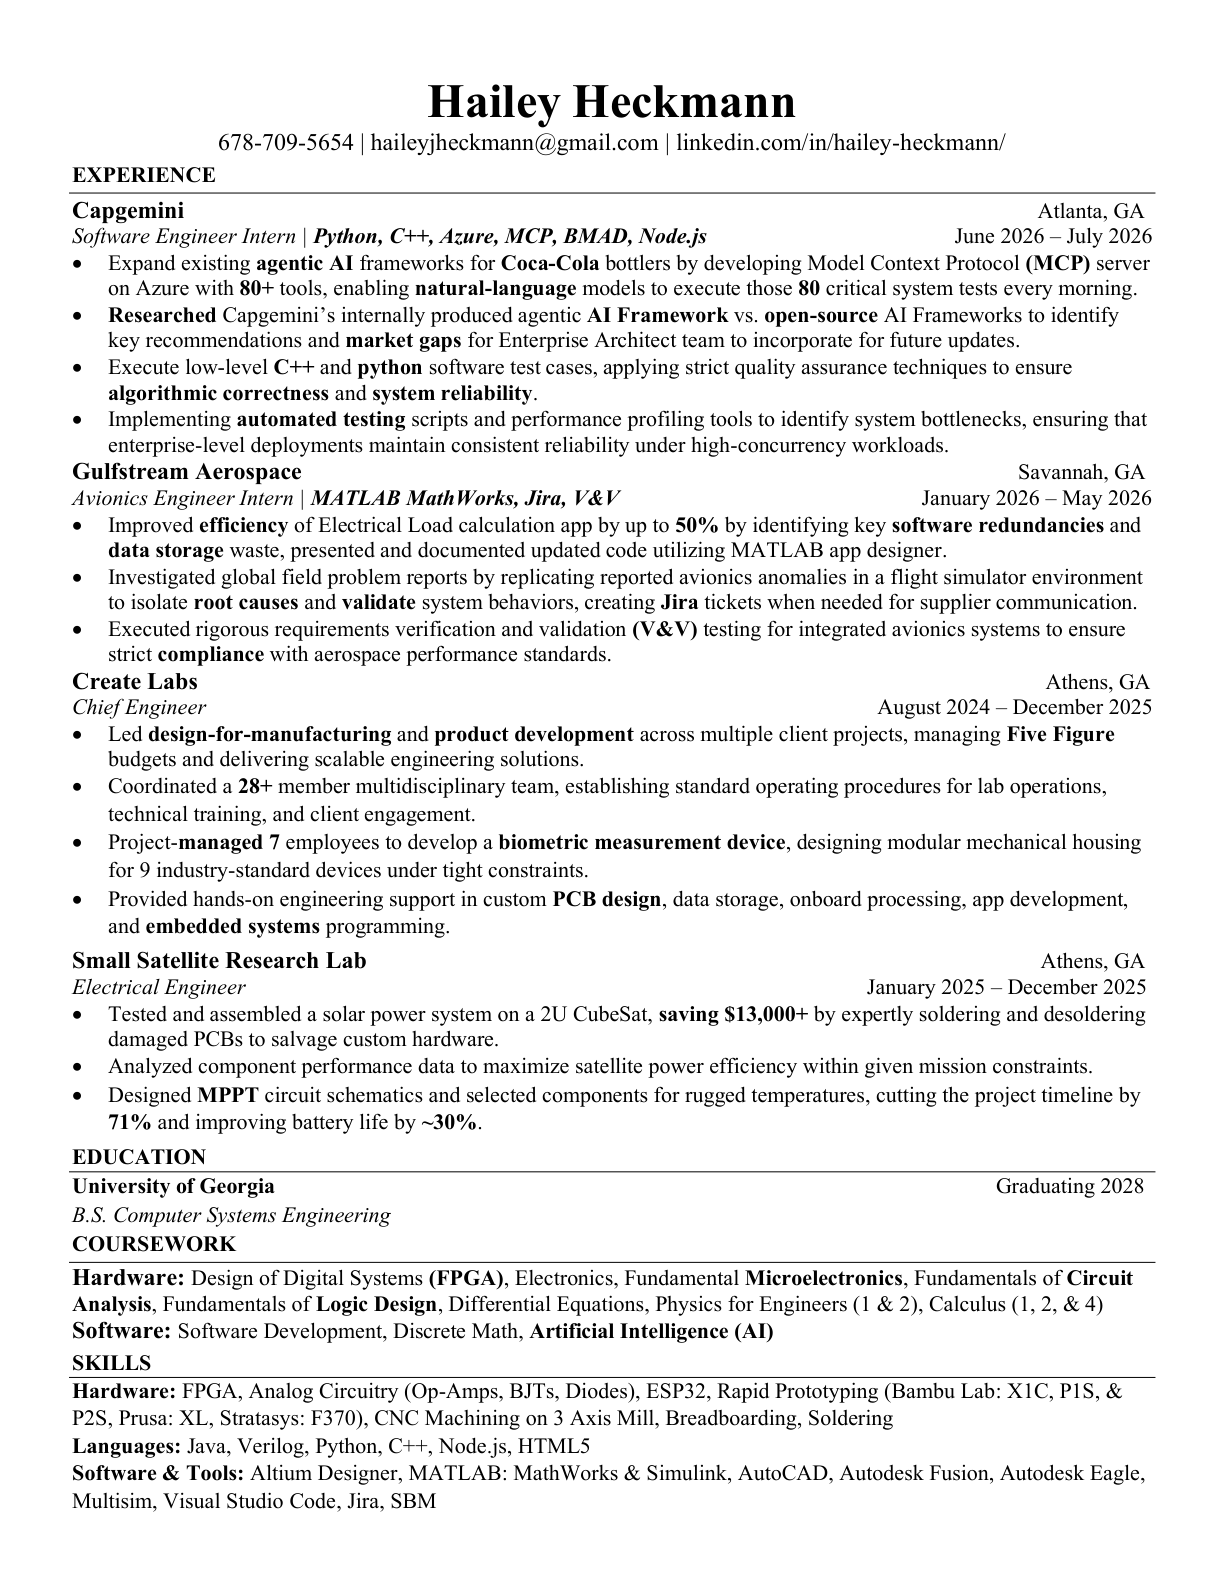 Hailey Heckmann
678-709-5654 | haileyjheckmann@gmail.com | linkedin.com/in/hailey-heckmann/
EXPERIENCE
Capgemini Atlanta, GA
Software Engineer Intern | Python, C++, Azure, MCP, BMAD, Node.js June 2026 – July 2026
• Expand existing agentic AI frameworks for Coca-Cola bottlers by developing Model Context Protocol (MCP) server
on Azure with 80+ tools, enabling natural-language models to execute those 80 critical system tests every morning.
• Researched Capgemini's internally produced agentic AI Framework vs. open-source AI Frameworks to identify
key recommendations and market gaps for Enterprise Architect team to incorporate for future updates.
• Execute low-level C++ and python software test cases, applying strict quality assurance techniques to ensure
algorithmic correctness and system reliability.
• Implementing automated testing scripts and performance profiling tools to identify system bottlenecks, ensuring that
enterprise-level deployments maintain consistent reliability under high-concurrency workloads.
Gulfstream Aerospace Savannah, GA
Avionics Engineer Intern | MATLAB MathWorks, Jira, V&V January 2026 – May 2026
• Improved efficiency of Electrical Load calculation app by up to 50% by identifying key software redundancies and
data storage waste, presented and documented updated code utilizing MATLAB app designer.
• Investigated global field problem reports by replicating reported avionics anomalies in a flight simulator environment
to isolate root causes and validate system behaviors, creating Jira tickets when needed for supplier communication.
• Executed rigorous requirements verification and validation (V&V) testing for integrated avionics systems to ensure
strict compliance with aerospace performance standards.
Create Labs Athens, GA
Chief Engineer August 2024 – December 2025
• Led design-for-manufacturing and product development across multiple client projects, managing Five Figure
budgets and delivering scalable engineering solutions.
• Coordinated a 28+ member multidisciplinary team, establishing standard operating procedures for lab operations,
technical training, and client engagement.
• Project-managed 7 employees to develop a biometric measurement device, designing modular mechanical housing
for 9 industry-standard devices under tight constraints.
• Provided hands-on engineering support in custom PCB design, data storage, onboard processing, app development,
and embedded systems programming.
Small Satellite Research Lab Athens, GA
Electrical Engineer January 2025 – December 2025
• Tested and assembled a solar power system on a 2U CubeSat, saving $13,000+ by expertly soldering and desoldering
damaged PCBs to salvage custom hardware.
• Analyzed component performance data to maximize satellite power efficiency within given mission constraints.
• Designed MPPT circuit schematics and selected components for rugged temperatures, cutting the project timeline by
71% and improving battery life by ~30%.
EDUCATION
University of Georgia Graduating 2028
B.S. Computer Systems Engineering
COURSEWORK
Hardware: Design of Digital Systems (FPGA), Electronics, Fundamental Microelectronics, Fundamentals of Circuit
Analysis, Fundamentals of Logic Design, Differential Equations, Physics for Engineers (1 & 2), Calculus (1, 2, & 4)
Software: Software Development, Discrete Math, Artificial Intelligence (AI)
SKILLS
Hardware: FPGA, Analog Circuitry (Op-Amps, BJTs, Diodes), ESP32, Rapid Prototyping (Bambu Lab: X1C, P1S, &
P2S, Prusa: XL, Stratasys: F370), CNC Machining on 3 Axis Mill, Breadboarding, Soldering
Languages: Java, Verilog, Python, C++, Node.js, HTML5
Software & Tools: Altium Designer, MATLAB: MathWorks & Simulink, AutoCAD, Autodesk Fusion, Autodesk Eagle,
Multisim, Visual Studio Code, Jira, SBM